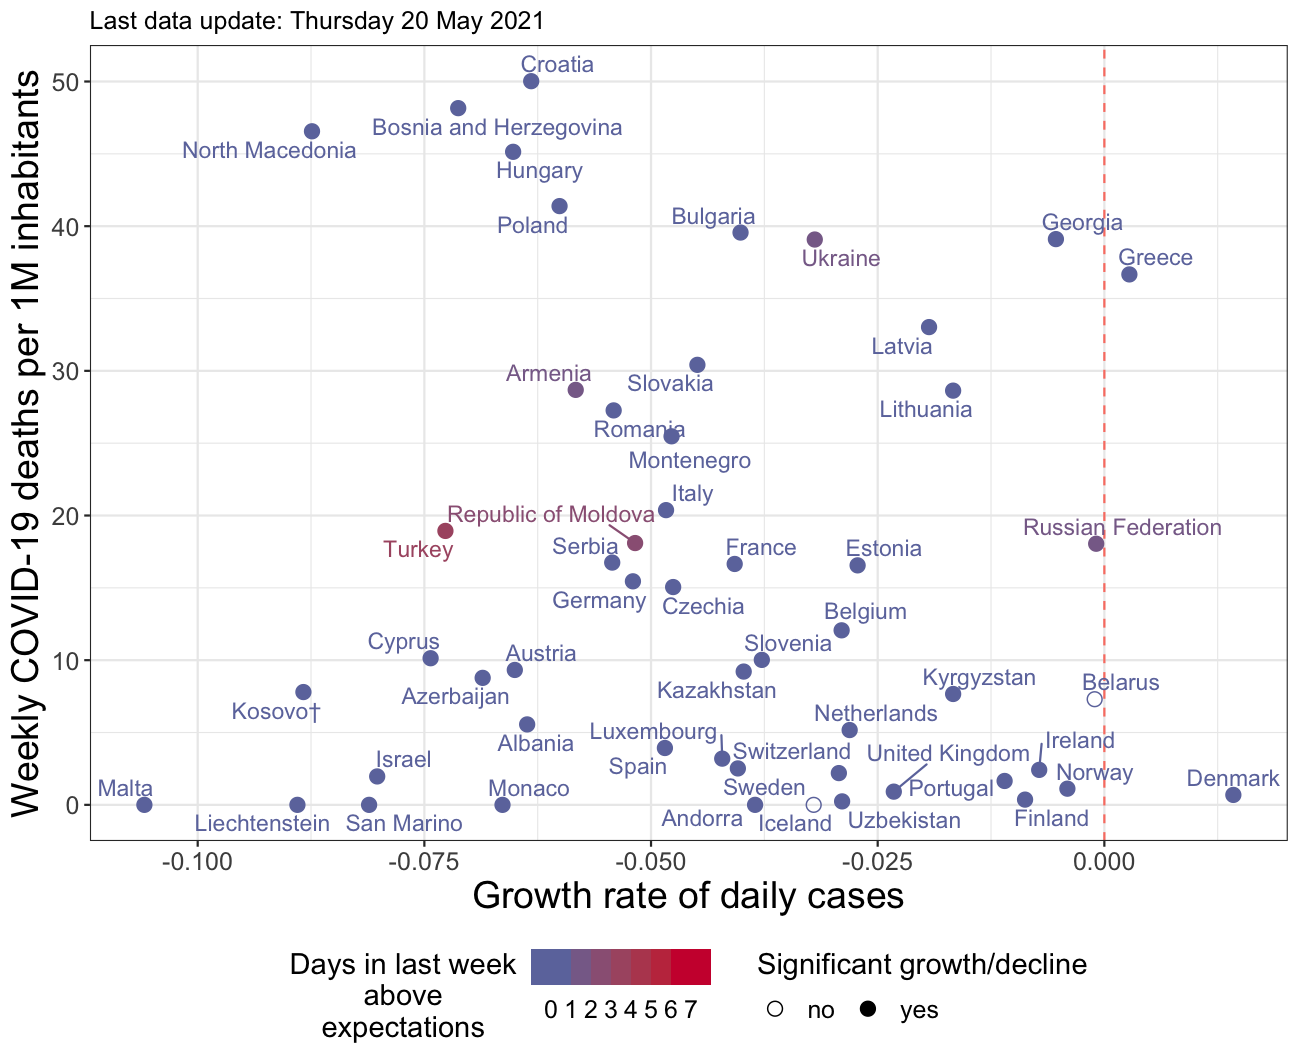 Last data update: Thursday 20 May 2021
Weekly COVID-19 deaths per 1M inhabitants
50
40
30
20
10
0
Croatia
Bosnia and Herzegovina
North Macedonia
Hungary
Poland
Bulgaria
Georgia
Ukraine
Greece
Latvia
Armenia
Slovakia
Lithuania
Romania
Montenegro
Italy
Republic of Moldova
Russian Federation
Turkey
Serbia
France
Estonia
Germany
Czechia
Belgium
Cyprus
Austria
Slovenia
Kazakhstan
Kyrgyzstan
Belarus
Azerbaijan
Kosovo†
Netherlands
Albania
Luxembourg
Ireland
Israel
Spain
Switzerland
United Kingdom
Norway
Denmark
Malta
Monaco
Sweden
Portugal
Liechtenstein
San Marino
Andorra
Iceland
Uzbekistan
Finland
-0.100
-0.075
-0.050
-0.025
0.000
Growth rate of daily cases
Days in last week
above
expectations
0 1 2 3 4 5 6 7
Significant growth/decline
no
yes